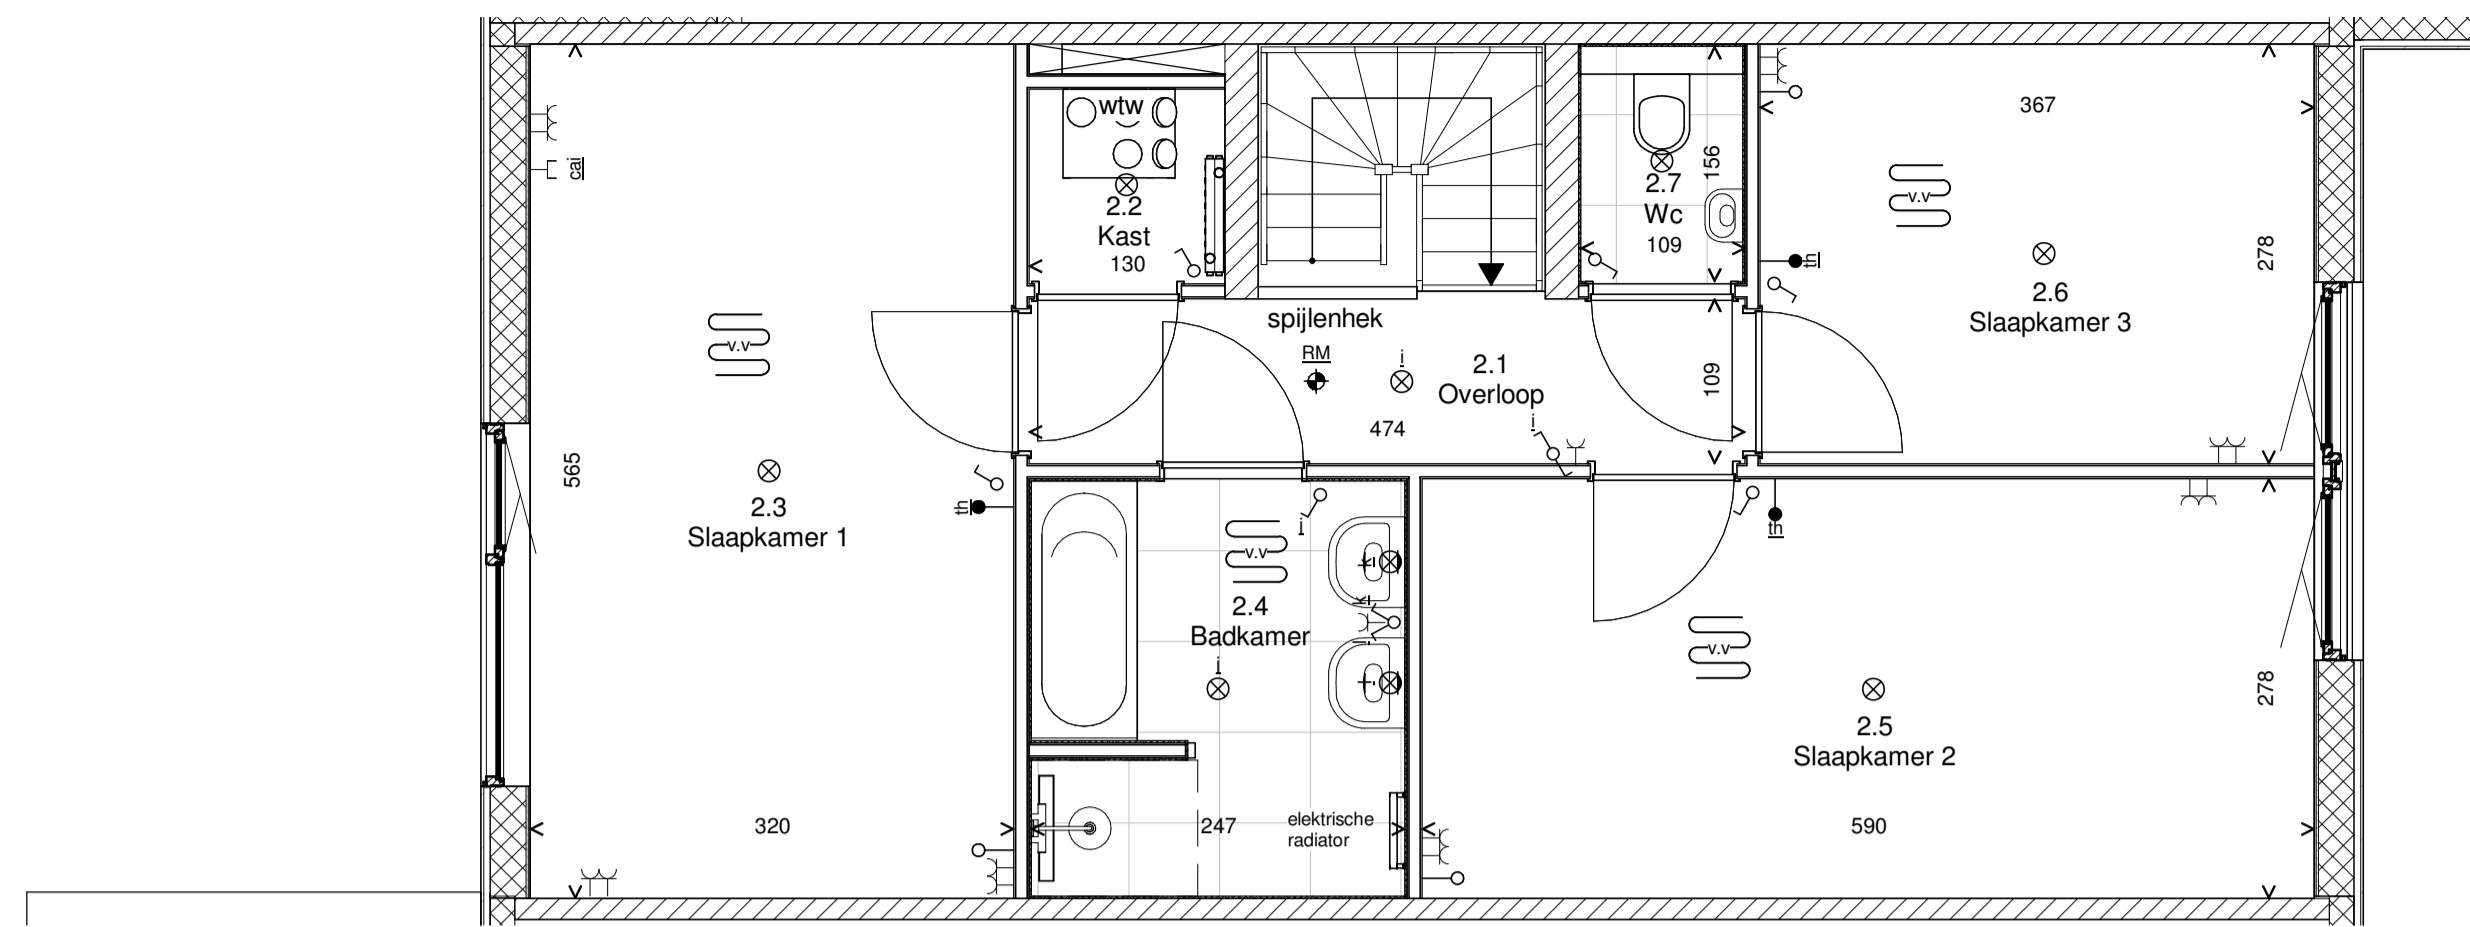 wtw
2.2
Kast
130
cai
v.v
565
2.3
Slaapkamer 1
th
320
spijlenhek
RM
i
2.1
Overloop
i
474
109
2.7
Wc
109
156
367
v.v
th
278
2.6
Slaapkamer 3
i
v.v
2.4
Badkamer
i
k
k
l
l
247
elektrische
radiator
th
v.v
2.5
Slaapkamer 2
278
590